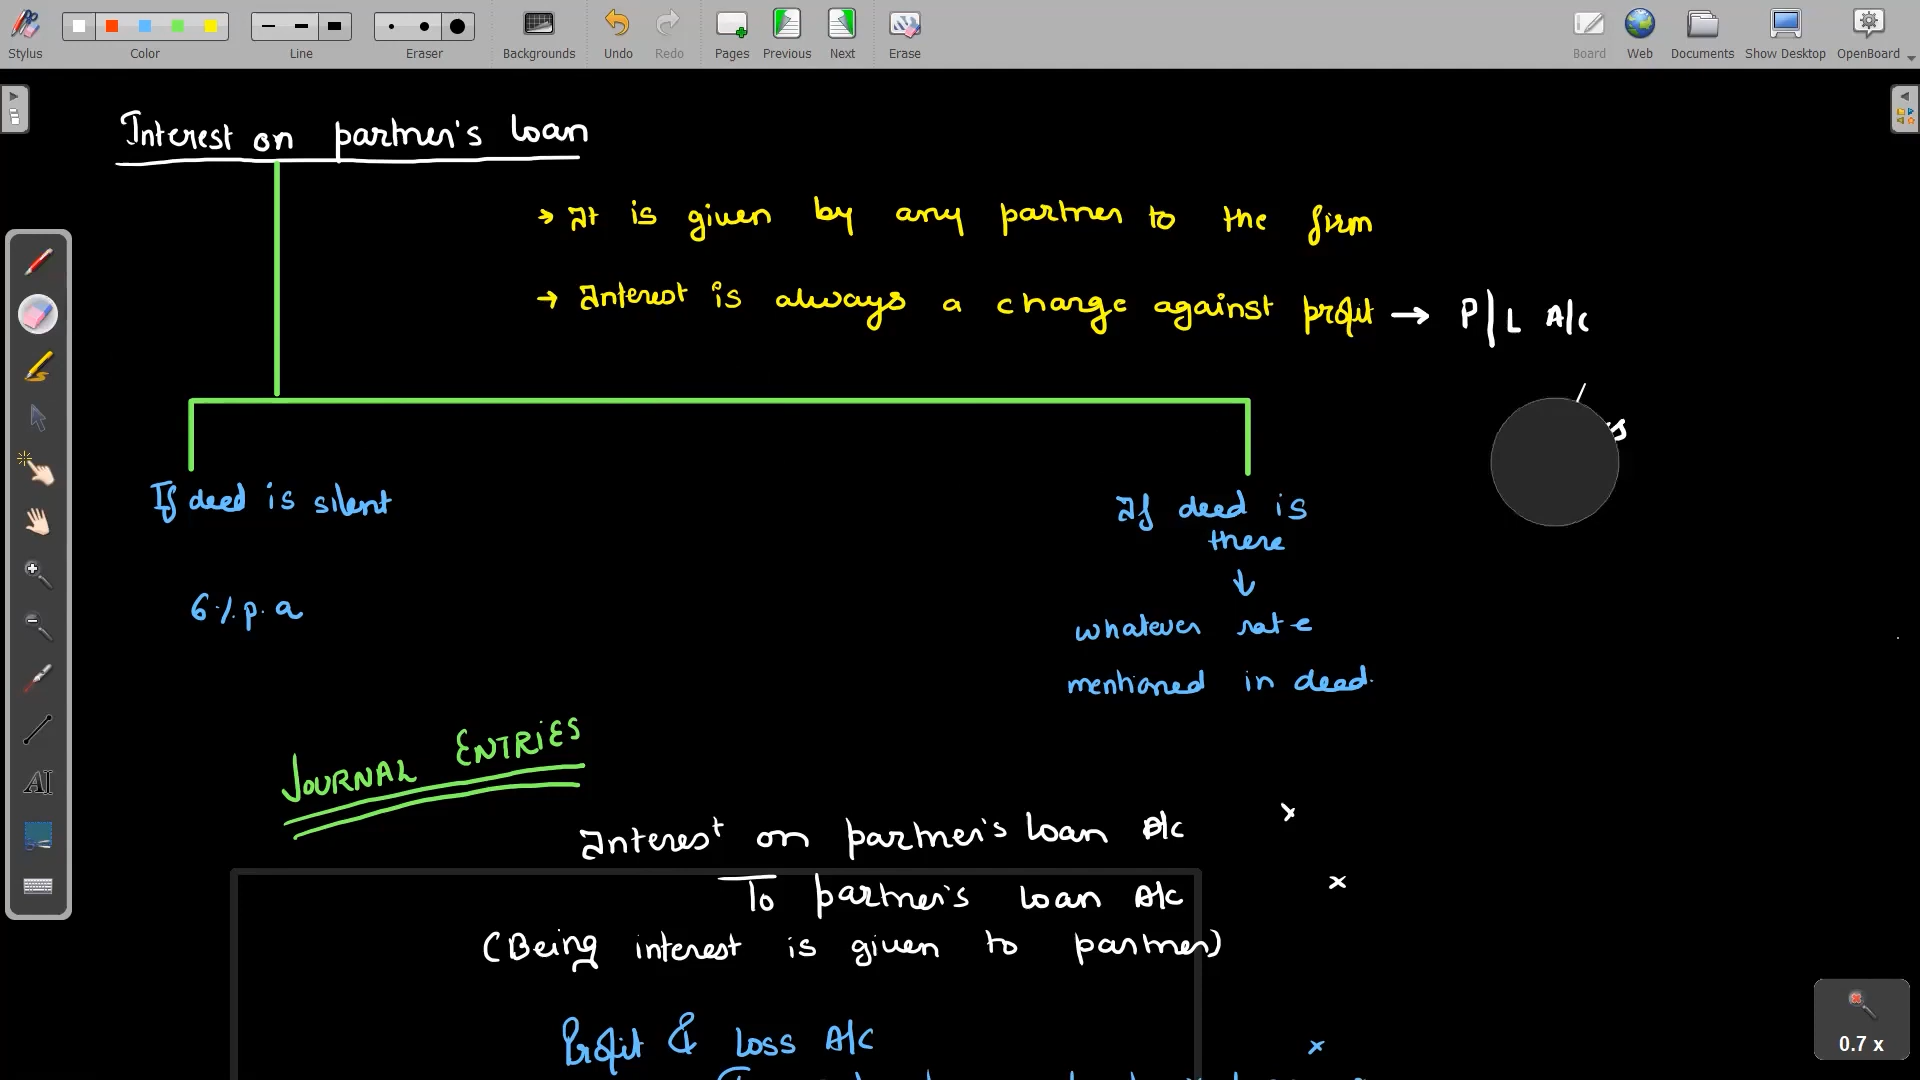 Stylus Color Line Eraser Backgrounds Undo Redo Pages Previous Next Erase Board Web Documents Show Desktop OpenBoard
Interest on partner's loan
→ It is given by any partner to the firm
→ Interest is always a charge against profit → P|L A/c
If deed is silent
6%p.a
If deed is
there
↓
whatever rate
mentioned in deed.
JOURNAL ENTRIES
Interest on partner's loan A/c x
To partner's loan A/c x
(Being interest is given to partner)
Profit & Loss A/c x
0.7 x